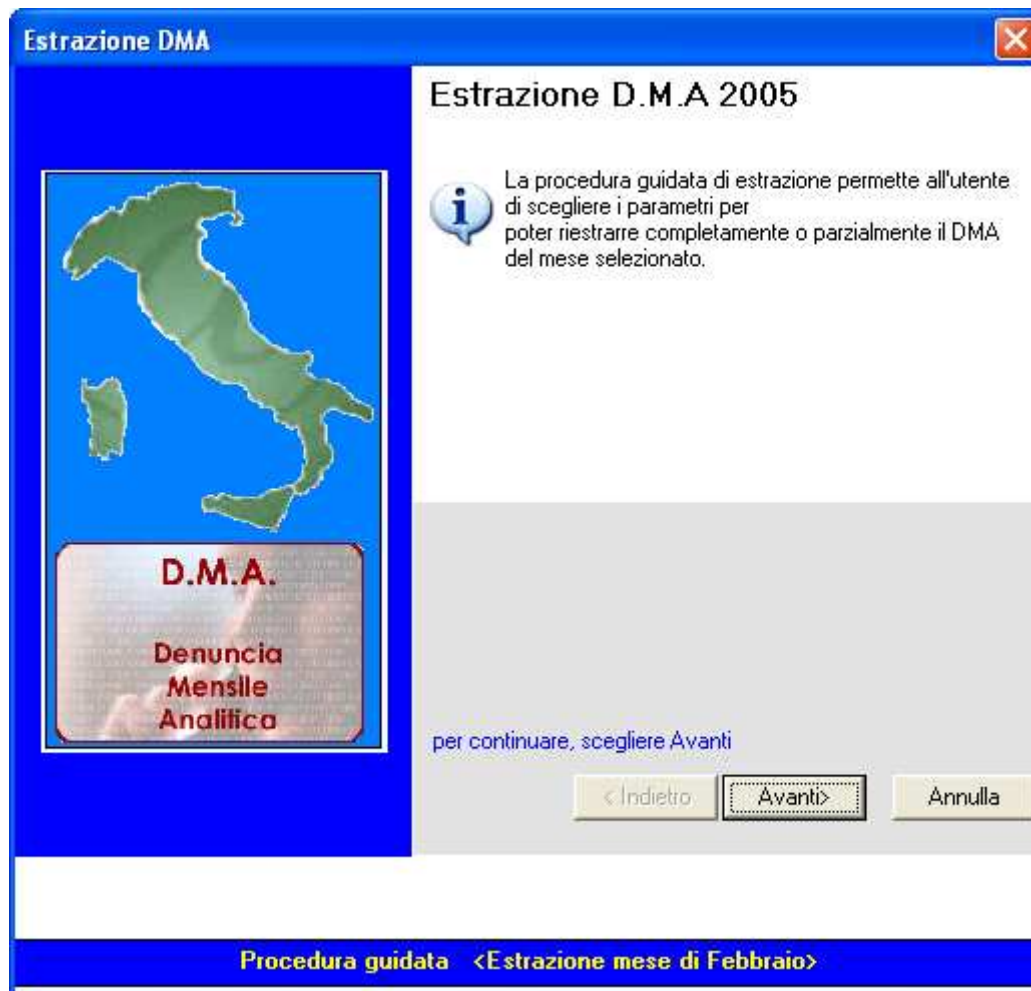 Estrazione DMA
Estrazione D.M.A 2005
La procedura guidata di estrazione permette all'utente
di scegliere i parametri per
poter riestrarre completamente o parzialmente il DMA
del mese selezionato.
D.M.A.
Denuncia
Mensile
Analitica
per continuare, scegliere Avanti
< Indietro
Avanti>
Annulla
Procedura guidata <Estrazione mese di Febbraio>